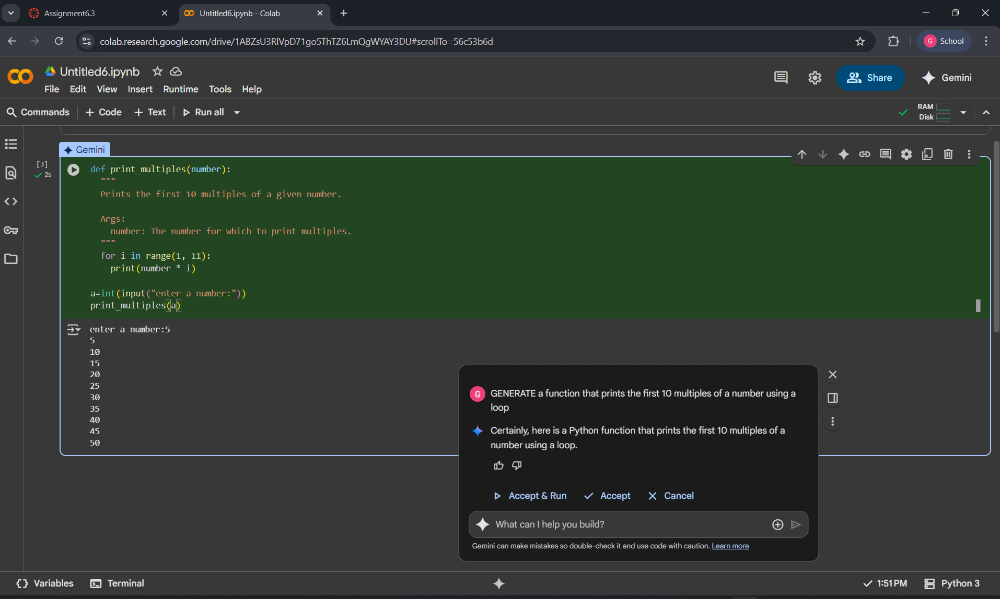 Assignment6.3
Untitled6.ipynb - Colab
colab.research.google.com/drive/1ABZsU3RlVpD71go5ThTZ6LmQgWYAY3DU#scrollTo=56c53b6d
G School
Untitled6.ipynb
File Edit View Insert Runtime Tools Help
Share
Gemini
Commands + Code + Text Run all
RAM
Disk
Gemini
[3]
2s
def print_multiples(number):
"""
Prints the first 10 multiples of a given number.
Args:
number: The number for which to print multiples.
"""
for i in range(1, 11):
print(number * i)
a=int(input("enter a number:"))
print_multiples(a)
enter a number:5
5
10
15
20
25
30
35
40
45
50
G GENERATE a function that prints the first 10 multiples of a number using a
loop
Certainly, here is a Python function that prints the first 10 multiples of a
number using a loop.
Accept & Run Accept Cancel
What can I help you build?
Gemini can make mistakes so double-check it and use code with caution. Learn more
{} Variables Terminal
1:51 PM Python 3